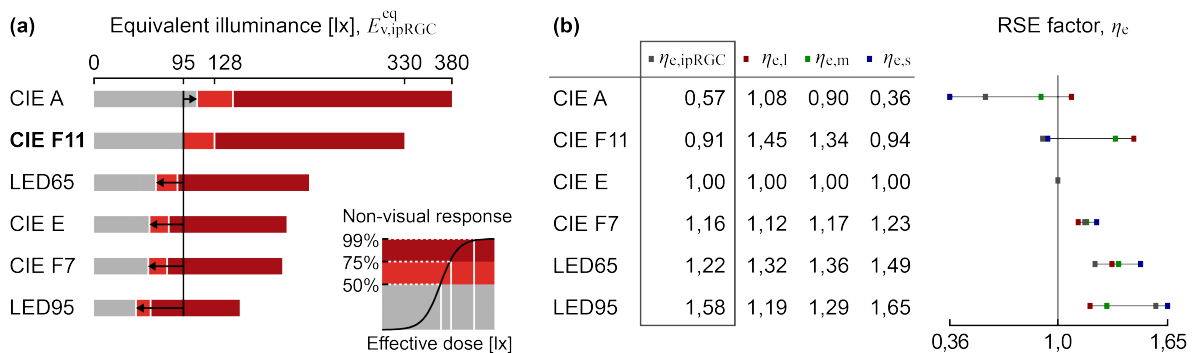 (a) Equivalent illuminance [lx], E^eq_v,ipRGC
0 95 128 330 380
CIE A
CIE F11
LED65
CIE E
CIE F7
LED95
Non-visual response
99%
75%
50%
Effective dose [lx]
(b) RSE factor, η_e
η_e,ipRGC η_e,l η_e,m η_e,s
CIE A 0,57 1,08 0,90 0,36
CIE F11 0,91 1,45 1,34 0,94
CIE E 1,00 1,00 1,00 1,00
CIE F7 1,16 1,12 1,17 1,23
LED65 1,22 1,32 1,36 1,49
LED95 1,58 1,19 1,29 1,65
0,36 1,0 1,65